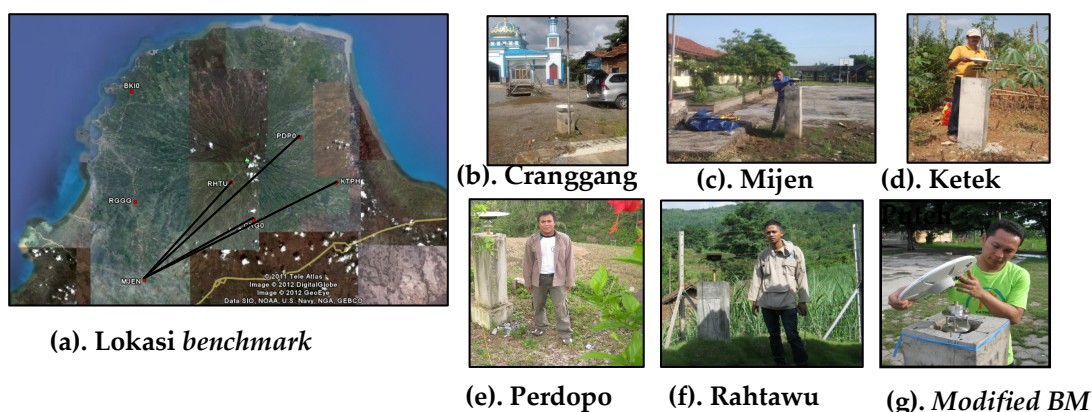 BKI0
PDP0
RHTU
KTPH
RGGG
MJEN
© 2011 Tele Atlas
Image © 2012 DigitalGlobe
Image © 2012 GeoEye
Data SIO, NOAA, U.S. Navy, NGA, GEBCO
(a). Lokasi benchmark
(b). Cranggang
(c). Mijen
(d). Ketek
Puteh
(e). Perdopo
(f). Rahtawu
(g). Modified BM